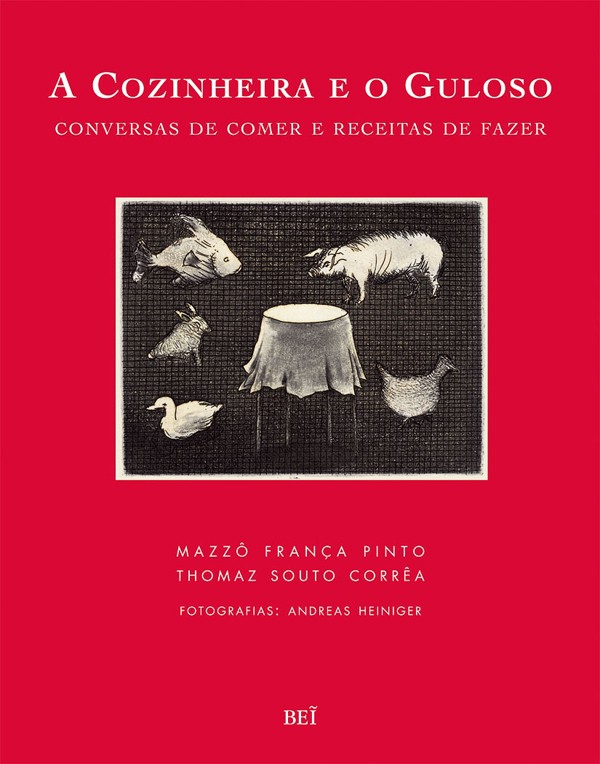 A COZINHEIRA E O GULOSO
CONVERSAS DE COMER E RECEITAS DE FAZER
MAZZÔ FRANÇA PINTO
THOMAZ SOUTO CORRÊA
FOTOGRAFIAS: ANDREAS HEINIGER
BEĨ